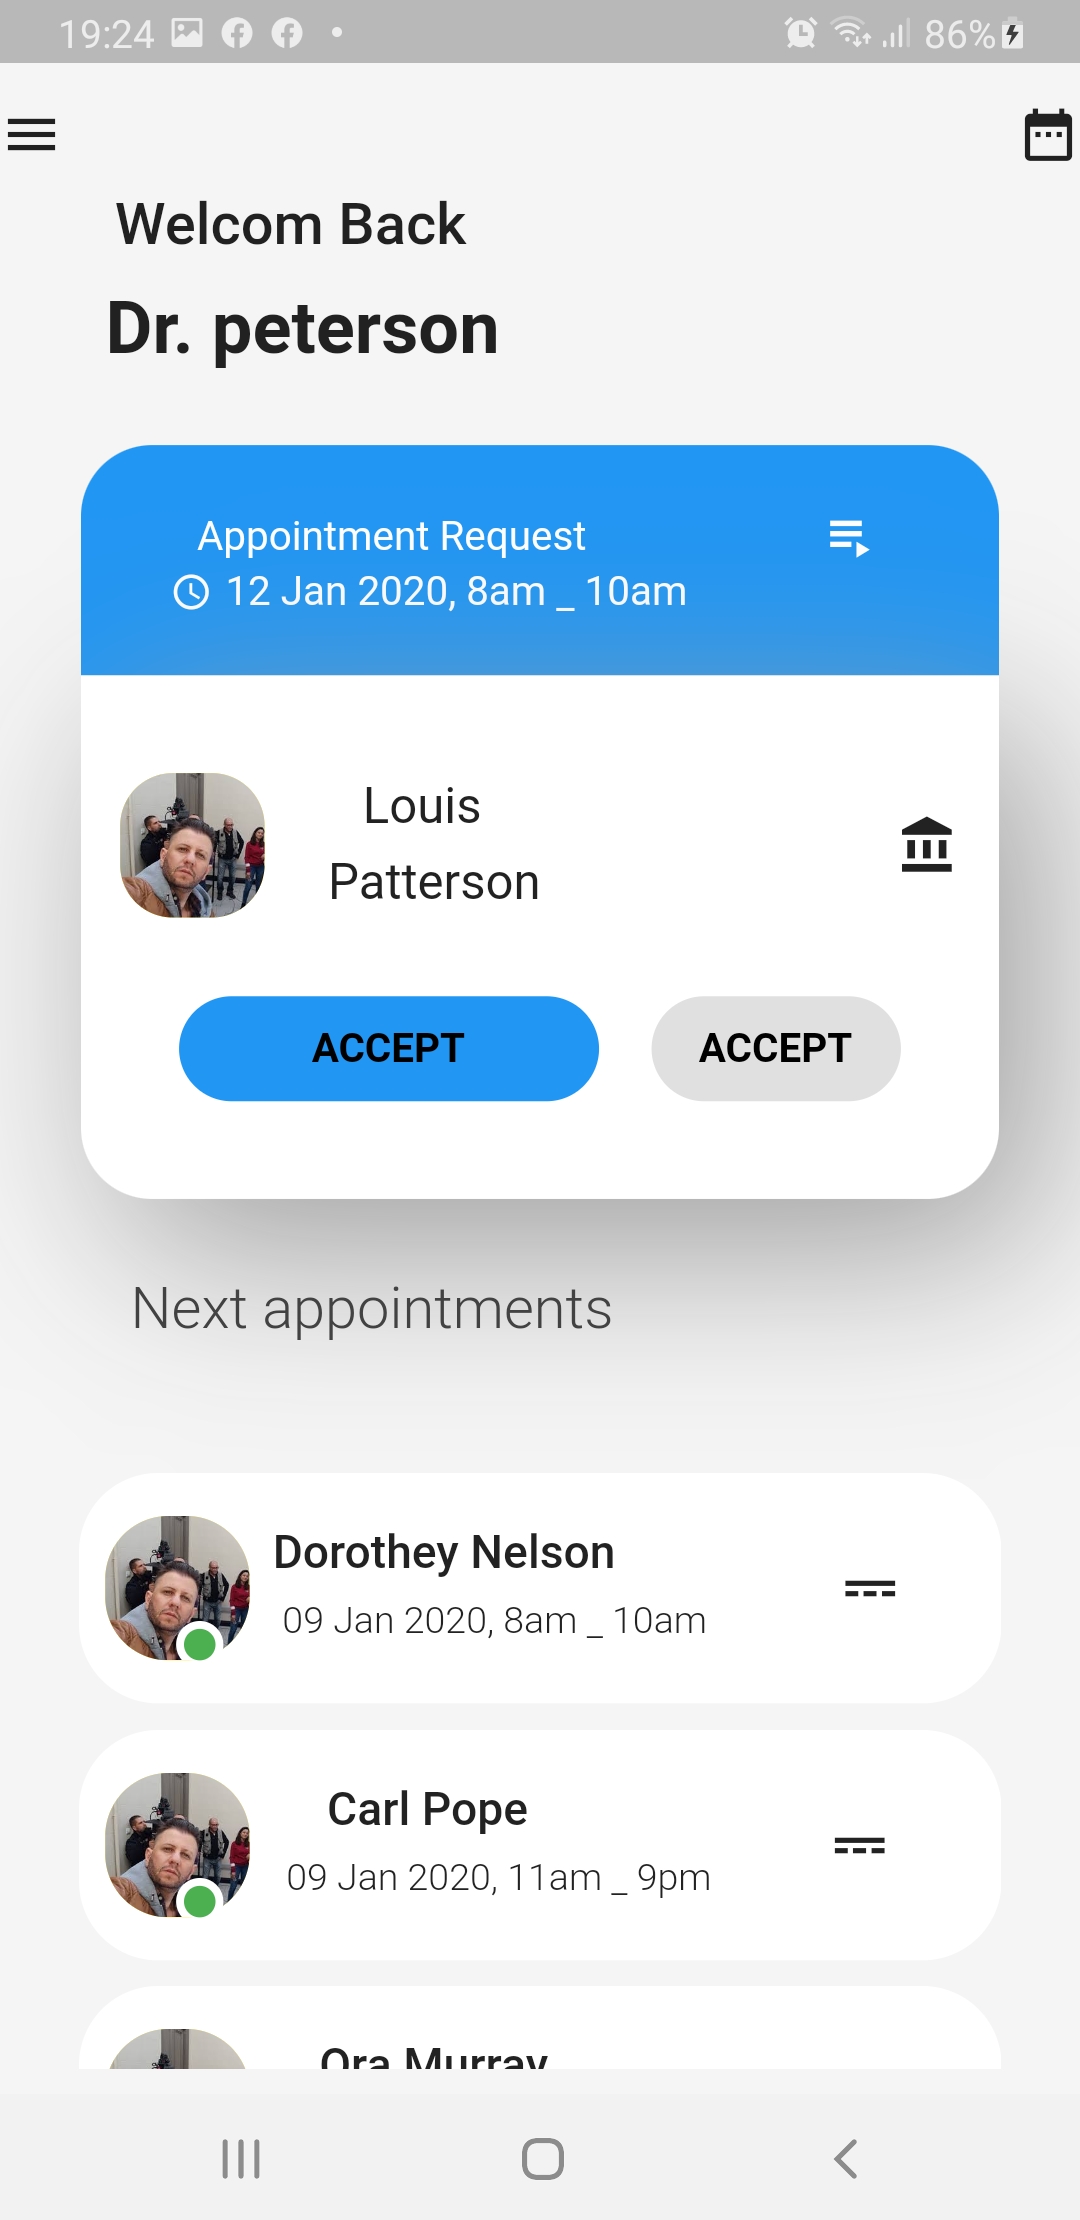 19:24 86%
Welcom Back
Dr. peterson
Appointment Request
12 Jan 2020, 8am _ 10am
Louis
Patterson
ACCEPT ACCEPT
Next appointments
Dorothey Nelson
09 Jan 2020, 8am _ 10am
Carl Pope
09 Jan 2020, 11am _ 9pm
Ora Murray